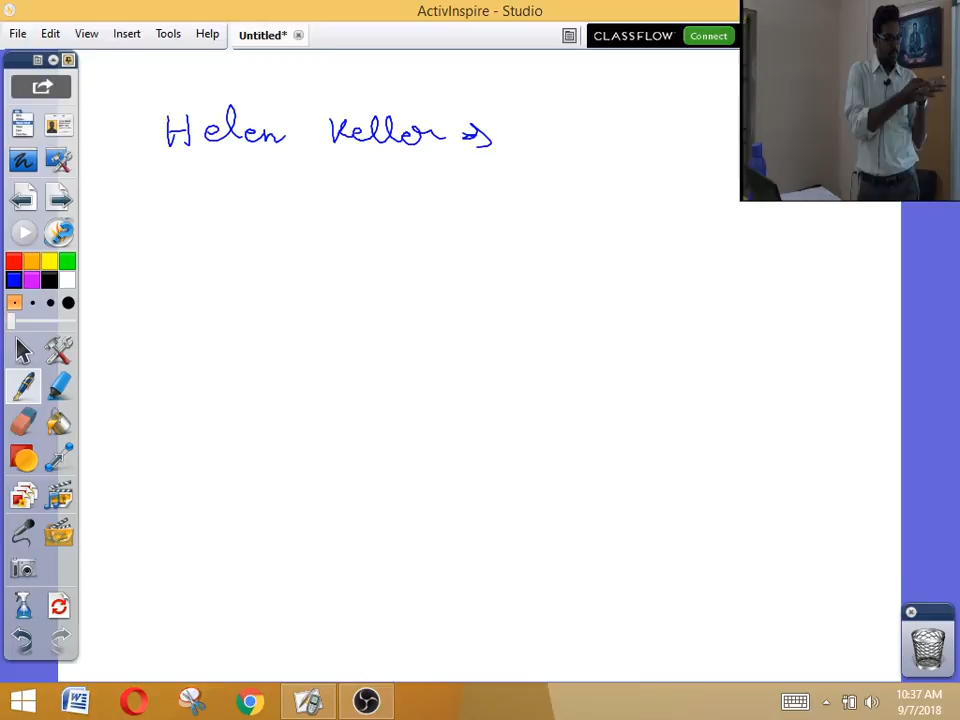 ActivInspire - Studio
File Edit View Insert Tools Help Untitled* CLASSFLOW Connect
Helen Keller
10:37 AM
9/7/2018